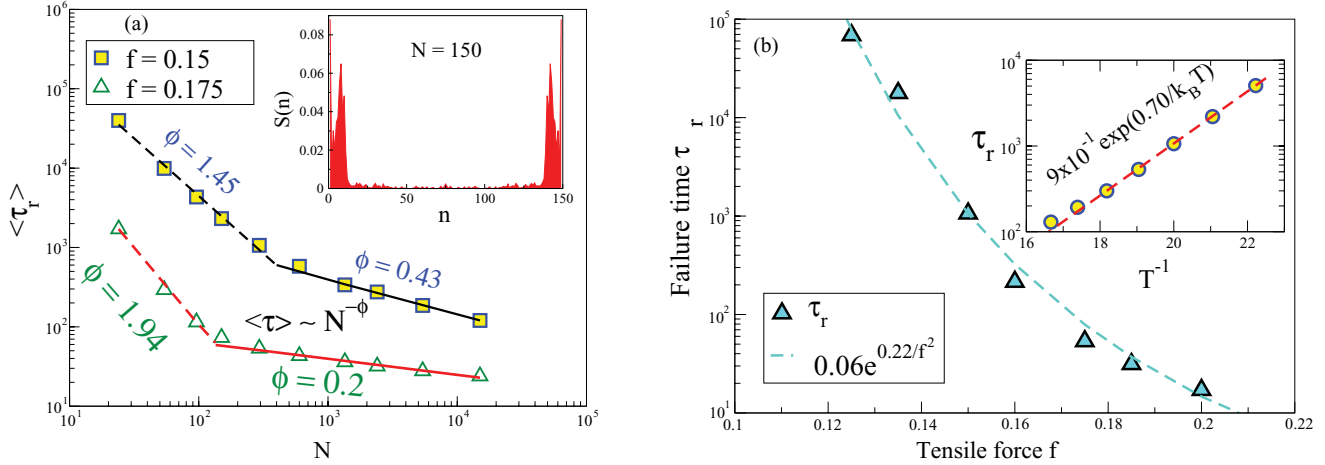 (a)
f = 0.15
f = 0.175
<τ_r>
10^6
10^5
10^4
10^3
10^2
10^1
10^1
10^2
10^3
10^4
10^5
N
ϕ = 1.45
ϕ = 0.43
ϕ = 1.94
ϕ = 0.2
<τ> ~ N^{-ϕ}
N = 150
S(n)
0.08
0.06
0.04
0.02
0
0
50
100
150
n
(b)
Failure time τ_r
10^5
10^4
10^3
10^2
10^1
0.1
0.12
0.14
0.16
0.18
0.2
0.22
Tensile force f
τ_r
0.06e^{0.22/f^2}
τ_r
10^4
10^3
10^2
16
18
20
22
T^{-1}
9x10^{-1} exp(0.70/k_BT)